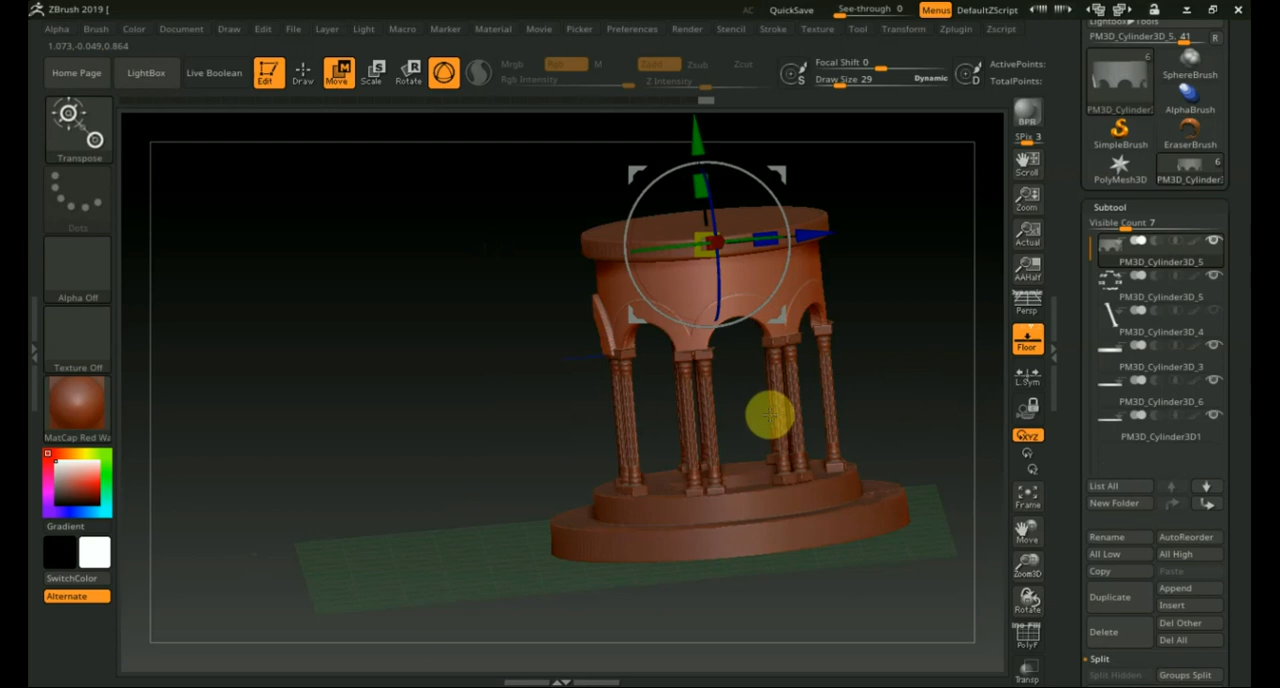 ZBrush 2019 [
AC QuickSave See-through 0 Menus DefaultZScript
Alpha Brush Color Document Draw Edit File Layer Light Macro Marker Material Movie Picker Preferences Render Stencil Stroke Texture Tool Transform Zplugin Zscript
1.073,-0.049,0.864
Home Page LightBox Live Boolean Edit Draw Move Scale Rotate
Mrgb Rgb M Zadd Zsub Zcut
Rgb Intensity Z Intensity
Focal Shift 0
Draw Size 29 Dynamic
S
D
ActivePoints:
TotalPoints:
Transpose
Dots
Alpha Off
Texture Off
MatCap Red Wa
Gradient
SwitchColor
Alternate
BPR
SPix 3
Scroll
Zoom
Actual
AAHalf
Dynamic
Persp
Floor
L.Sym
XYZ
Frame
Move
Zoom3D
Rotate
PolyF
Transp
Lightbox▸Tools
PM3D_Cylinder3D_5. 41 R
6
PM3D_Cylinder:
SphereBrush
AlphaBrush
SimpleBrush
EraserBrush
PolyMesh3D
6
PM3D_Cylinder:
Subtool
Visible Count 7
PM3D_Cylinder3D_5
PM3D_Cylinder3D_5
PM3D_Cylinder3D_4
PM3D_Cylinder3D_3
PM3D_Cylinder3D_6
PM3D_Cylinder3D1
List All
New Folder
Rename AutoReorder
All Low All High
Copy Paste
Duplicate Append
Insert
Delete Del Other
Del All
Split
Split Hidden Groups Split